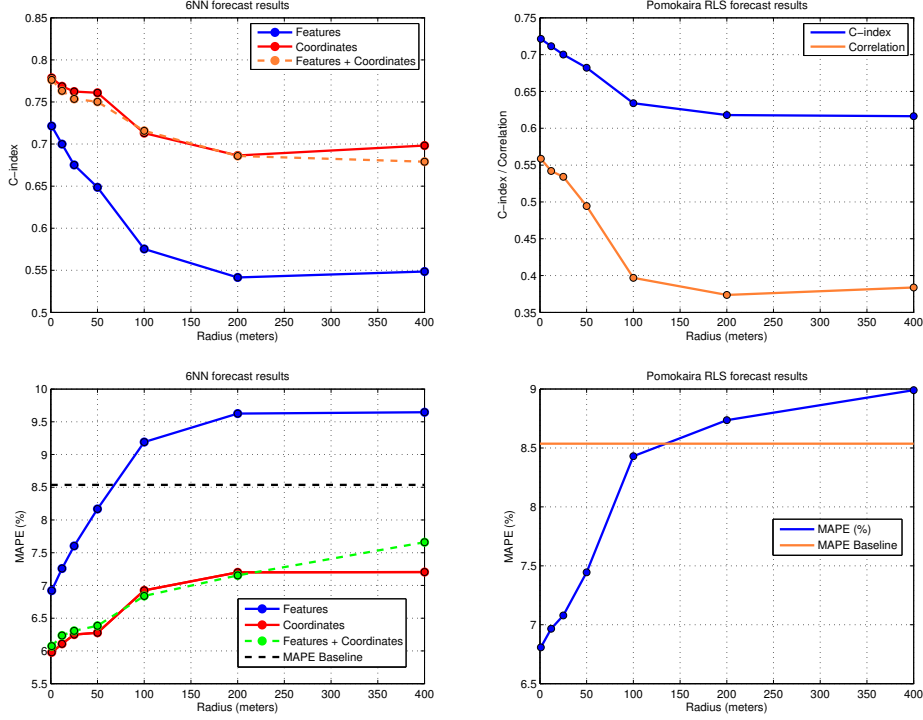 6NN forecast results
0.85
0.8
0.75
0.7
0.65
0.6
0.55
0.5
C-index
0 50 100 150 200 250 300 350 400
Radius (meters)
Features
Coordinates
Features + Coordinates
Pomokaira RLS forecast results
0.75
0.7
0.65
0.6
0.55
0.5
0.45
0.4
0.35
C-index / Correlation
0 50 100 150 200 250 300 350 400
Radius (meters)
C-index
Correlation
6NN forecast results
10
9.5
9
8.5
8
7.5
7
6.5
6
5.5
MAPE (%)
0 50 100 150 200 250 300 350 400
Radius (meters)
Features
Coordinates
Features + Coordinates
MAPE Baseline
Pomokaira RLS forecast results
9
8.5
8
7.5
7
6.5
MAPE (%)
0 50 100 150 200 250 300 350 400
Radius (meters)
MAPE (%)
MAPE Baseline